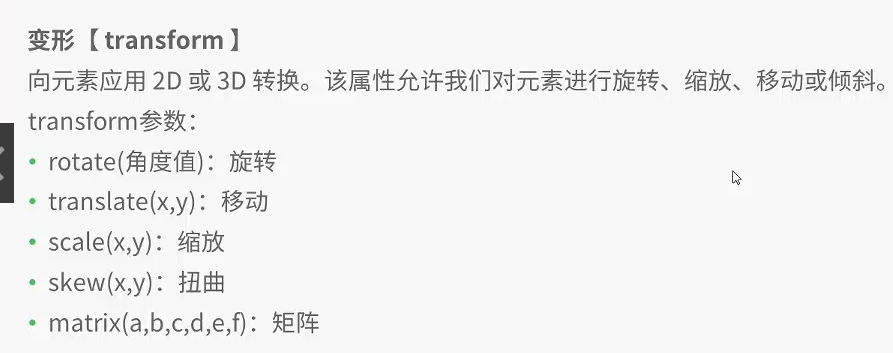 变形【 transform 】
向元素应用 2D 或 3D 转换。该属性允许我们对元素进行旋转、缩放、移动或倾斜。
transform参数：
• rotate(角度值)：旋转
• translate(x,y)：移动
• scale(x,y)：缩放
• skew(x,y)：扭曲
• matrix(a,b,c,d,e,f)：矩阵